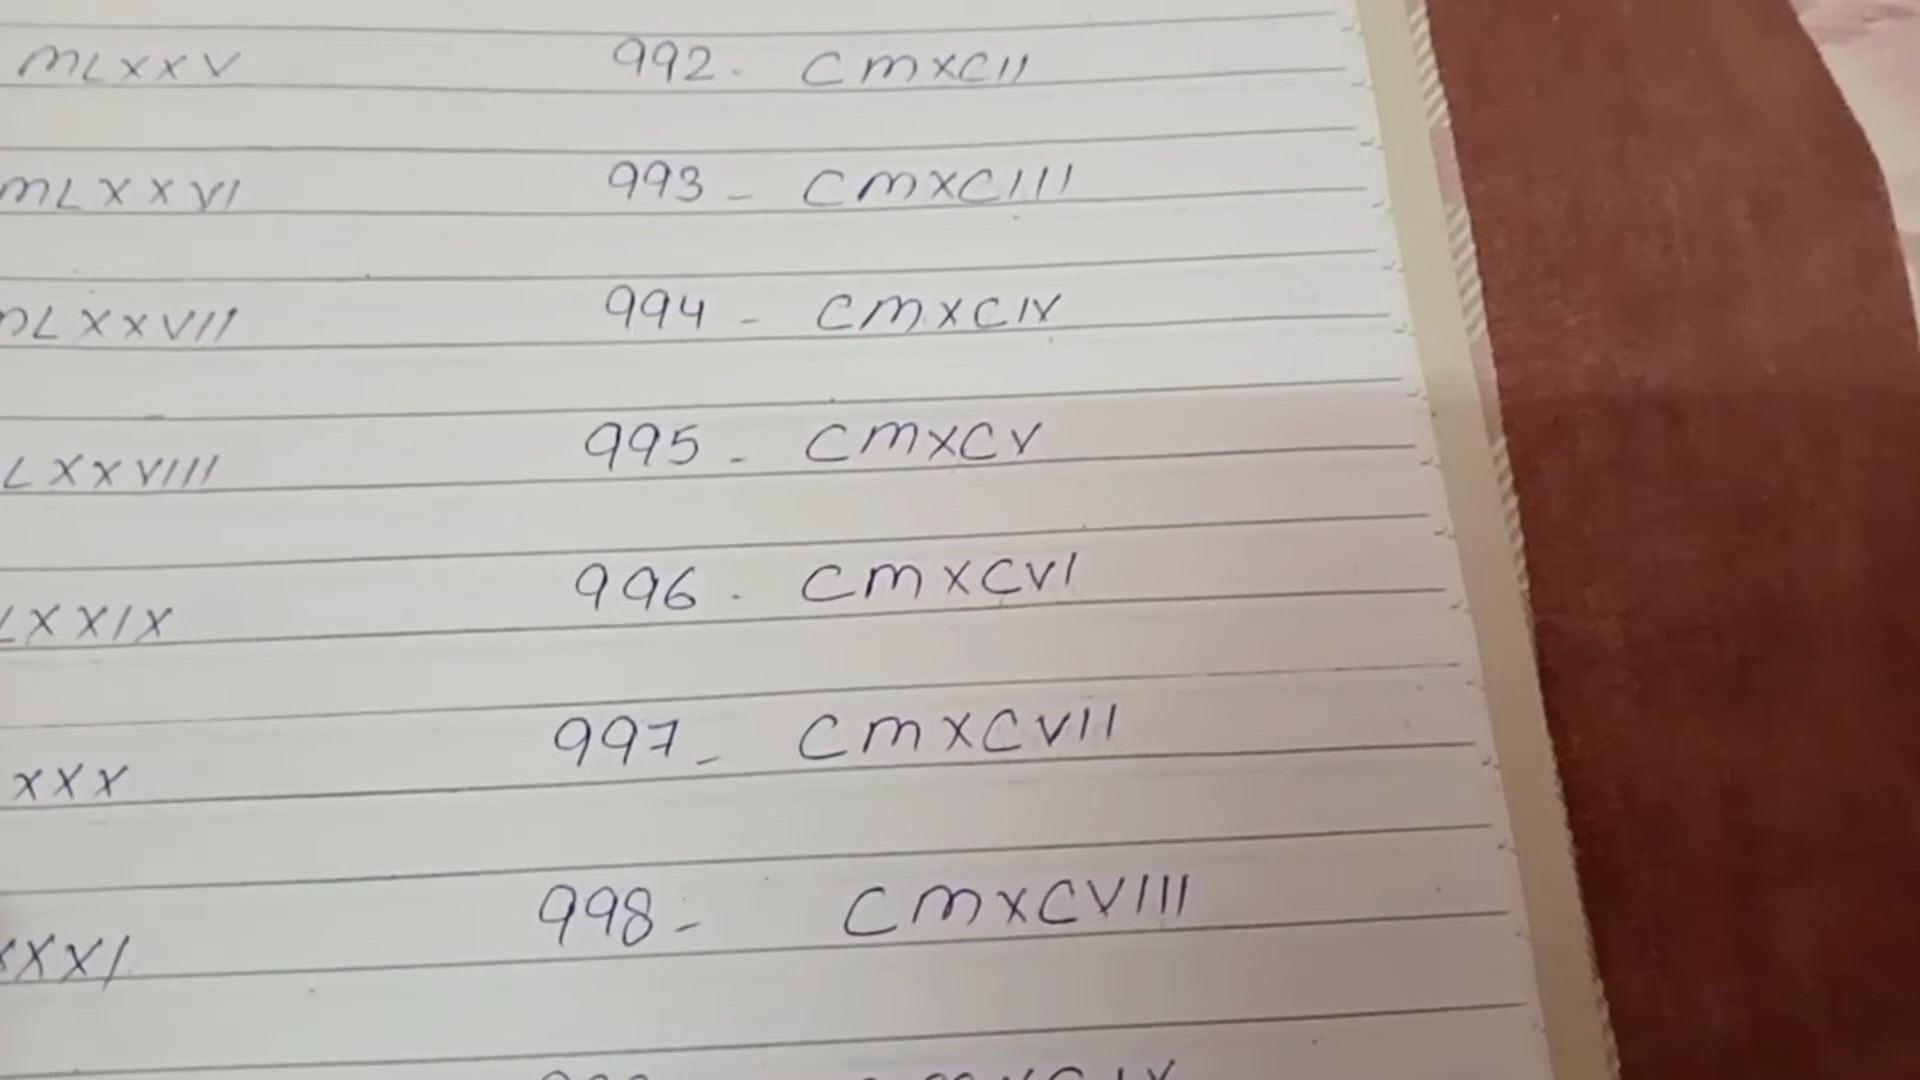 MLXXV 992. CMXCII
MLXXVI 993 - CMXCIII
LXXVII 994 - CMXCIV
LXXVIII 995 - CMXCV
LXXIX 996. CMXCVI
XXX 997 - CMXCVII
XXXI 998 - CMXCVIII